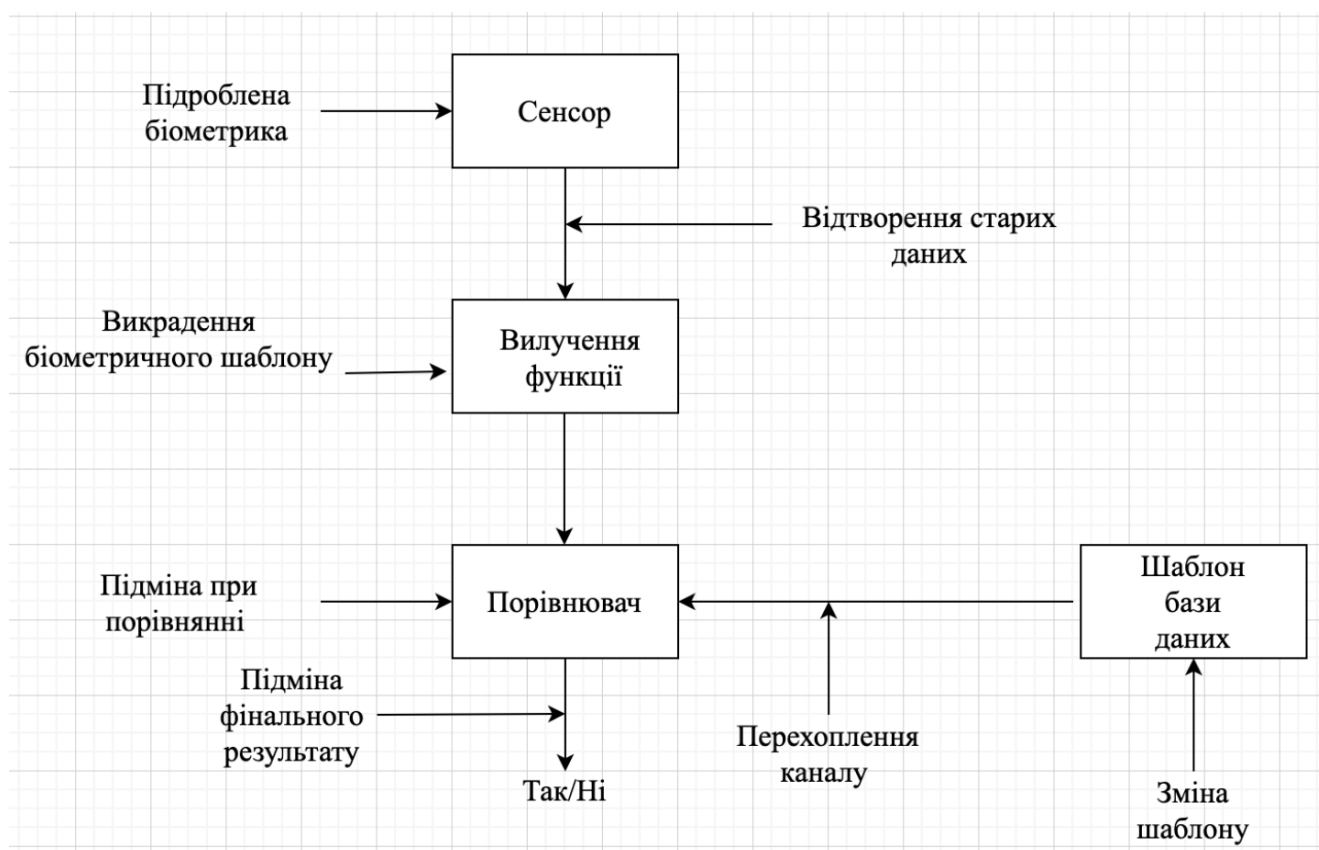 Підроблена
біометрика
Сенсор
Відтворення старих
даних
Викрадення
біометричного шаблону
Вилучення
функції
Підміна при
порівнянні
Порівнювач
Шаблон
бази
даних
Підміна
фінального
результату
Перехоплення
каналу
Так/Ні
Зміна
шаблону